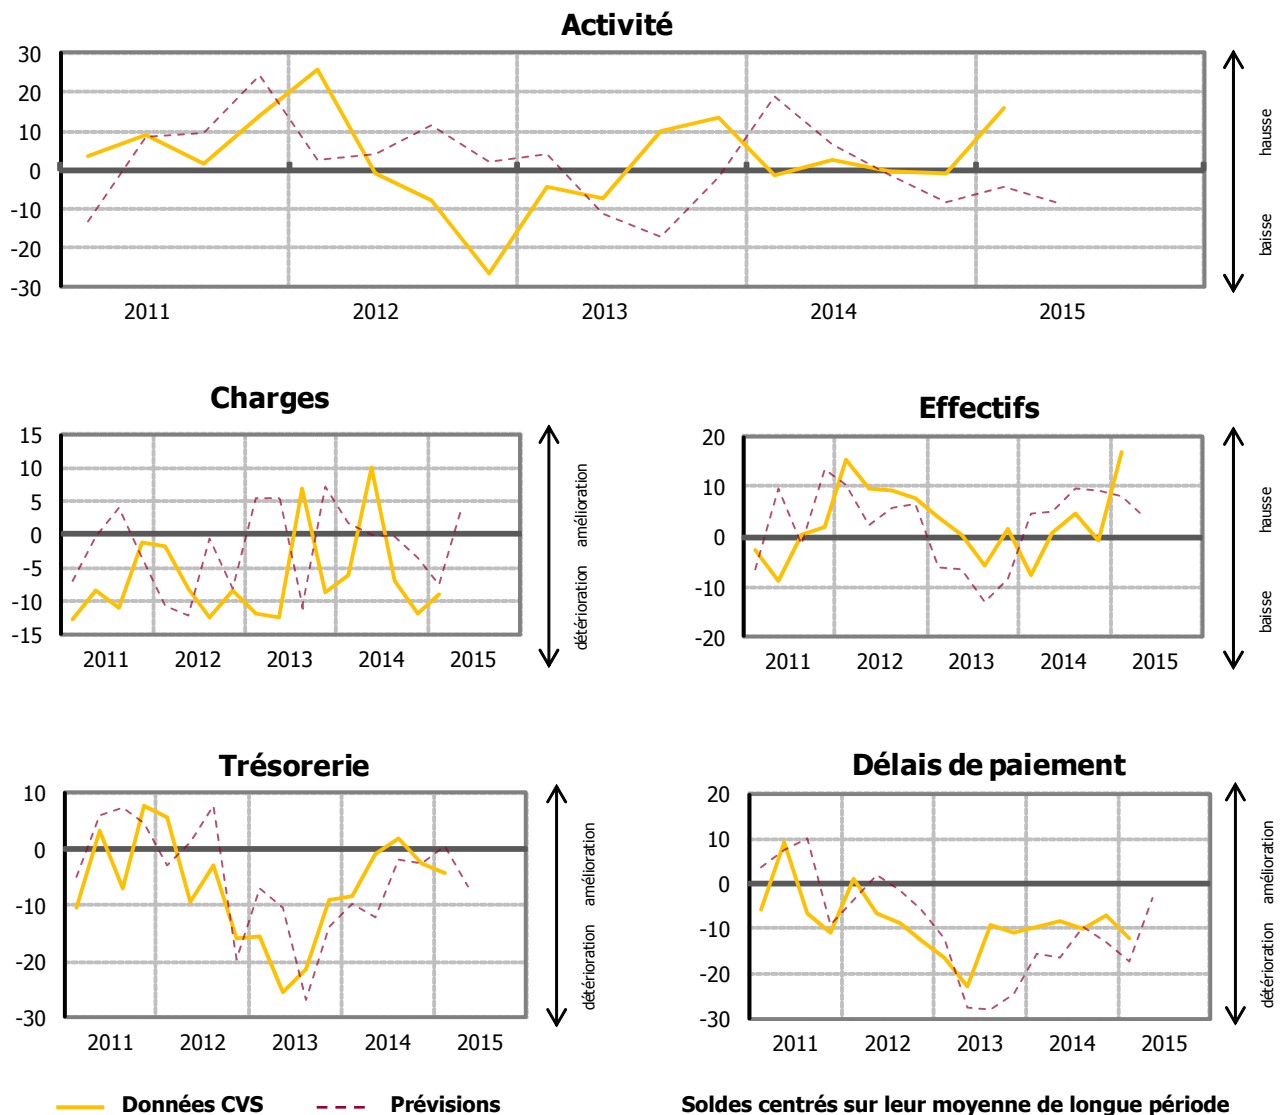 Activité
30
20
10
0
-10
-20
-30
2011 2012 2013 2014 2015
hausse
baisse
Charges
15
10
5
0
-5
-10
-15
2011 2012 2013 2014 2015
amélioration
détérioration
Effectifs
20
10
0
-10
-20
2011 2012 2013 2014 2015
hausse
baisse
Trésorerie
10
0
-10
-20
-30
2011 2012 2013 2014 2015
amélioration
détérioration
Délais de paiement
20
10
0
-10
-20
-30
2011 2012 2013 2014 2015
amélioration
détérioration
Données CVS Prévisions Soldes centrés sur leur moyenne de longue période